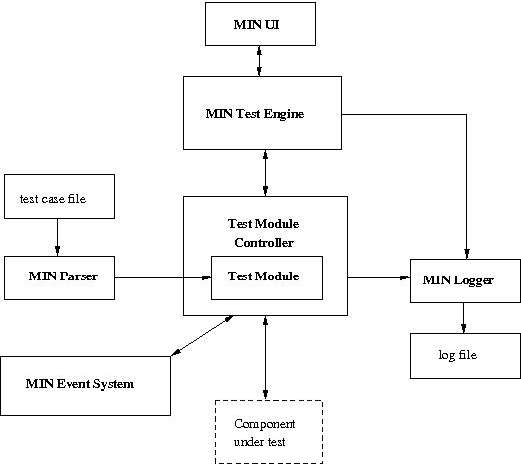 MIN UI
MIN Test Engine
test case file
Test Module
Controller
MIN Parser
Test Module
MIN Logger
log file
MIN Event System
Component
under test